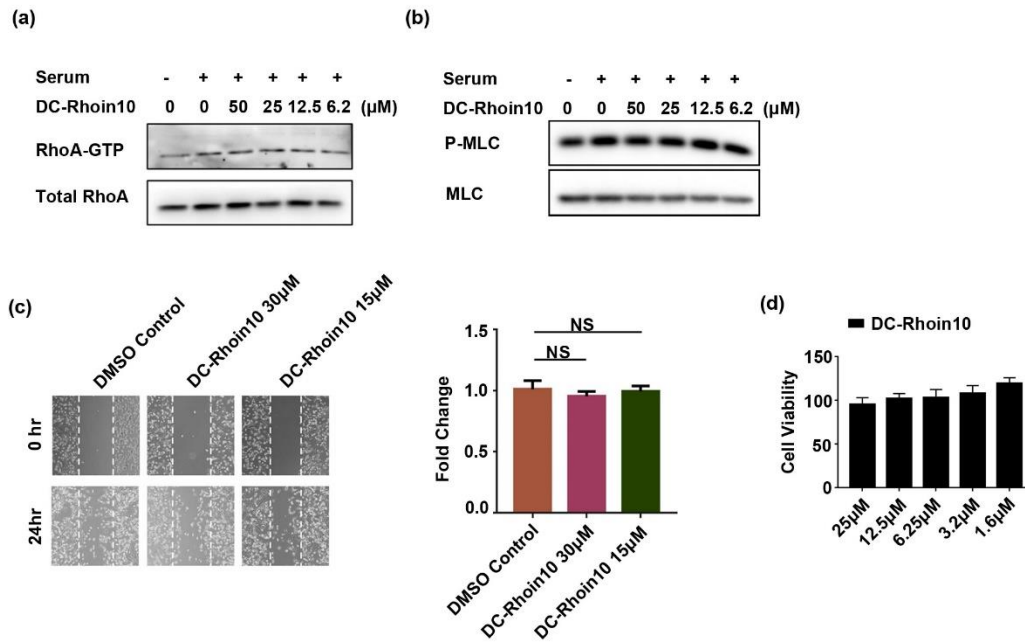 (a)
Serum - + + + + +
DC-Rhoin10 0 0 50 25 12.5 6.2 (µM)
RhoA-GTP
Total RhoA
(b)
Serum - + + + + +
DC-Rhoin10 0 0 50 25 12.5 6.2 (µM)
P-MLC
MLC
(c)
DMSO Control
DC-Rhoin10 30µM
DC-Rhoin10 15µM
0 hr
24hr
Fold Change
1.5
1.0
0.5
0.0
NS
NS
DMSO Control
DC-Rhoin10 30µM
DC-Rhoin10 15µM
(d)
DC-Rhoin10
Cell Viability
150
100
50
0
25µM
12.5µM
6.25µM
3.2µM
1.6µM